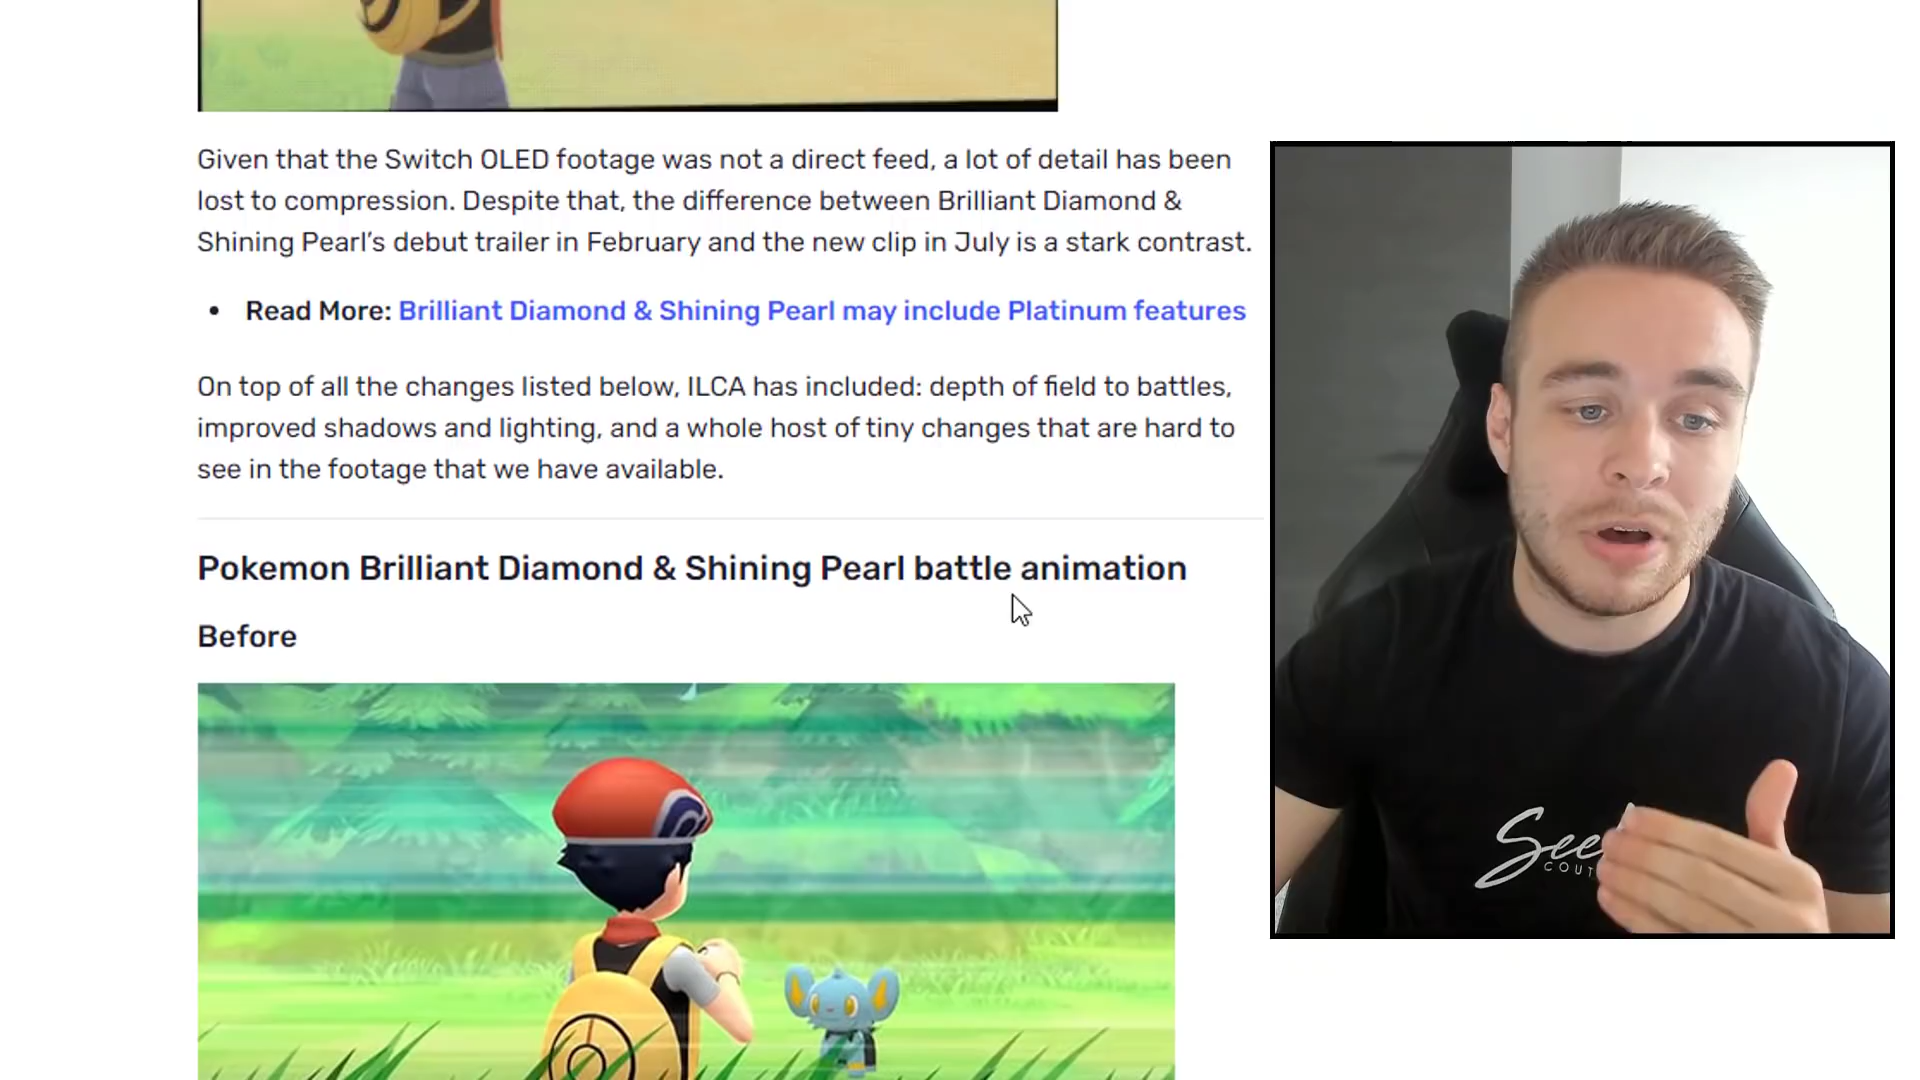 Given that the Switch OLED footage was not a direct feed, a lot of detail has been
lost to compression. Despite that, the difference between Brilliant Diamond &
Shining Pearl’s debut trailer in February and the new clip in July is a stark contrast.
• Read More: Brilliant Diamond & Shining Pearl may include Platinum features
On top of all the changes listed below, ILCA has included: depth of field to battles,
improved shadows and lighting, and a whole host of tiny changes that are hard to
see in the footage that we have available.
Pokemon Brilliant Diamond & Shining Pearl battle animation
Before